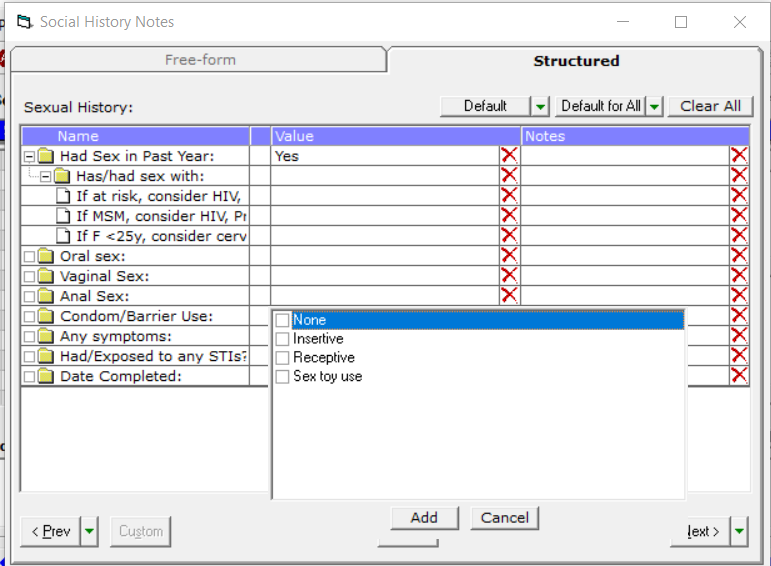 Social History Notes
Free-form
Structured
Sexual History:
Default
Default for All
Clear All
Name Value Notes
Had Sex in Past Year: Yes
Has/had sex with:
If at risk, consider HIV,
If MSM, consider HIV, Pr
If F <25y, consider cerv
Oral sex:
Vaginal Sex:
Anal Sex:
Condom/Barrier Use:
Any symptoms:
Had/Exposed to any STIs?
Date Completed:
None
Insertive
Receptive
Sex toy use
Add
Cancel
< Prev
Custom
ext >